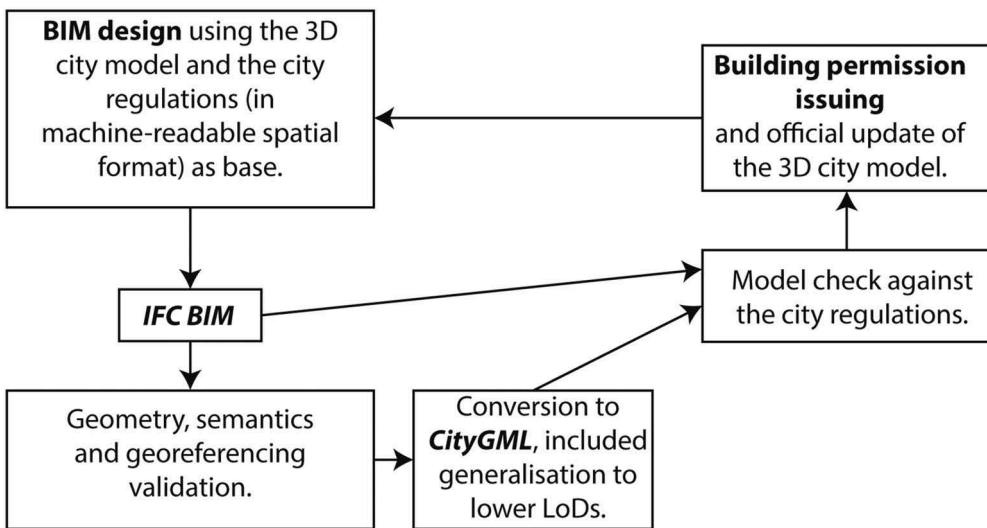 BIM design using the 3D
city model and the city
regulations (in
machine-readable spatial
format) as base.
Building permission
issuing
and official update of
the 3D city model.
IFC BIM
Model check against
the city regulations.
Geometry, semantics
and georeferencing
validation.
Conversion to
CityGML, included
generalisation to
lower LoDs.